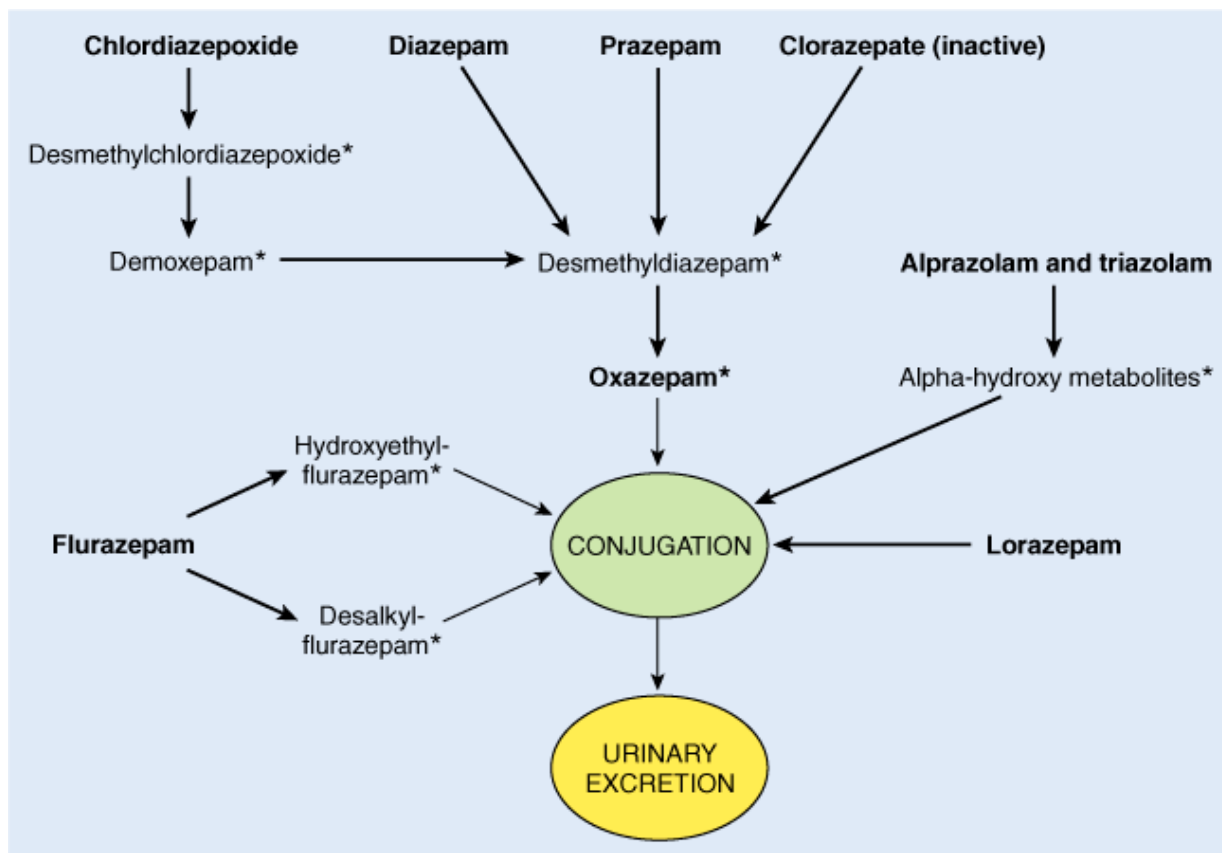 Chlordiazepoxide
Diazepam
Prazepam
Clorazepate (inactive)
Desmethylchlordiazepoxide*
Demoxepam*
Desmethyldiazepam*
Alprazolam and triazolam
Oxazepam*
Alpha-hydroxy metabolites*
Hydroxyethyl-
flurazepam*
Flurazepam
CONJUGATION
Lorazepam
Desalkyl-
flurazepam*
URINARY
EXCRETION